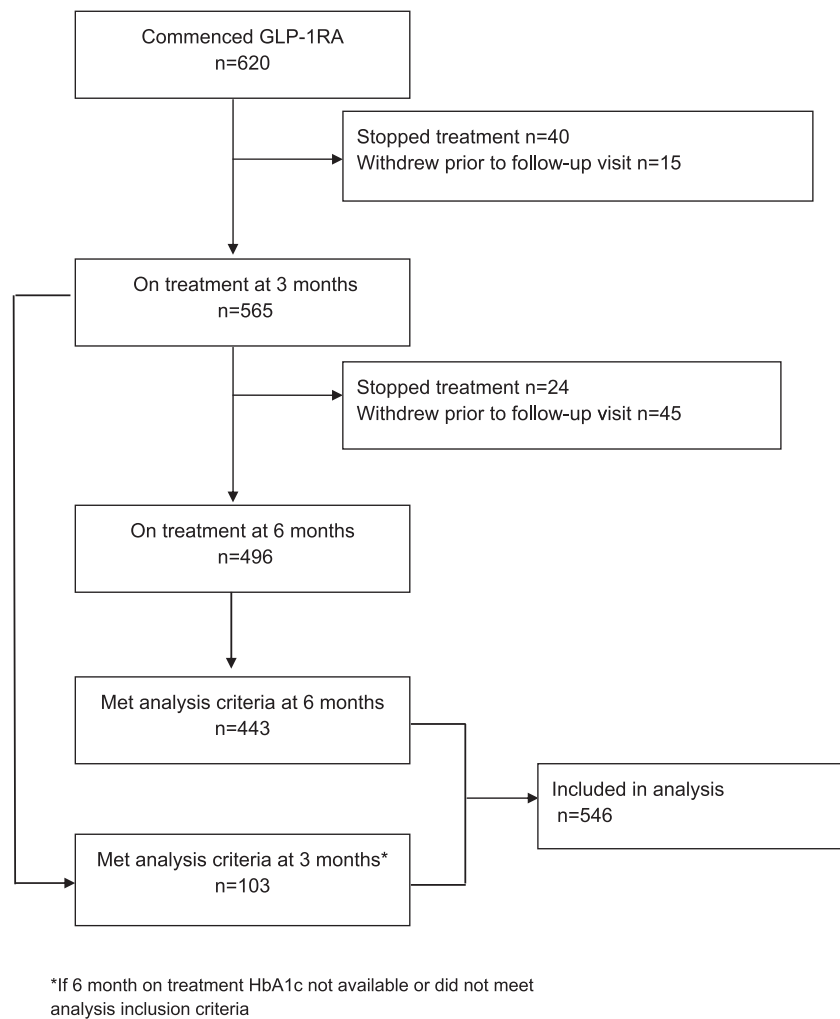 Commenced GLP-1RA
n=620
Stopped treatment n=40
Withdrew prior to follow-up visit n=15
On treatment at 3 months
n=565
Stopped treatment n=24
Withdrew prior to follow-up visit n=45
On treatment at 6 months
n=496
Met analysis criteria at 6 months
n=443
Included in analysis
n=546
Met analysis criteria at 3 months*
n=103
*If 6 month on treatment HbA1c not available or did not meet
analysis inclusion criteria